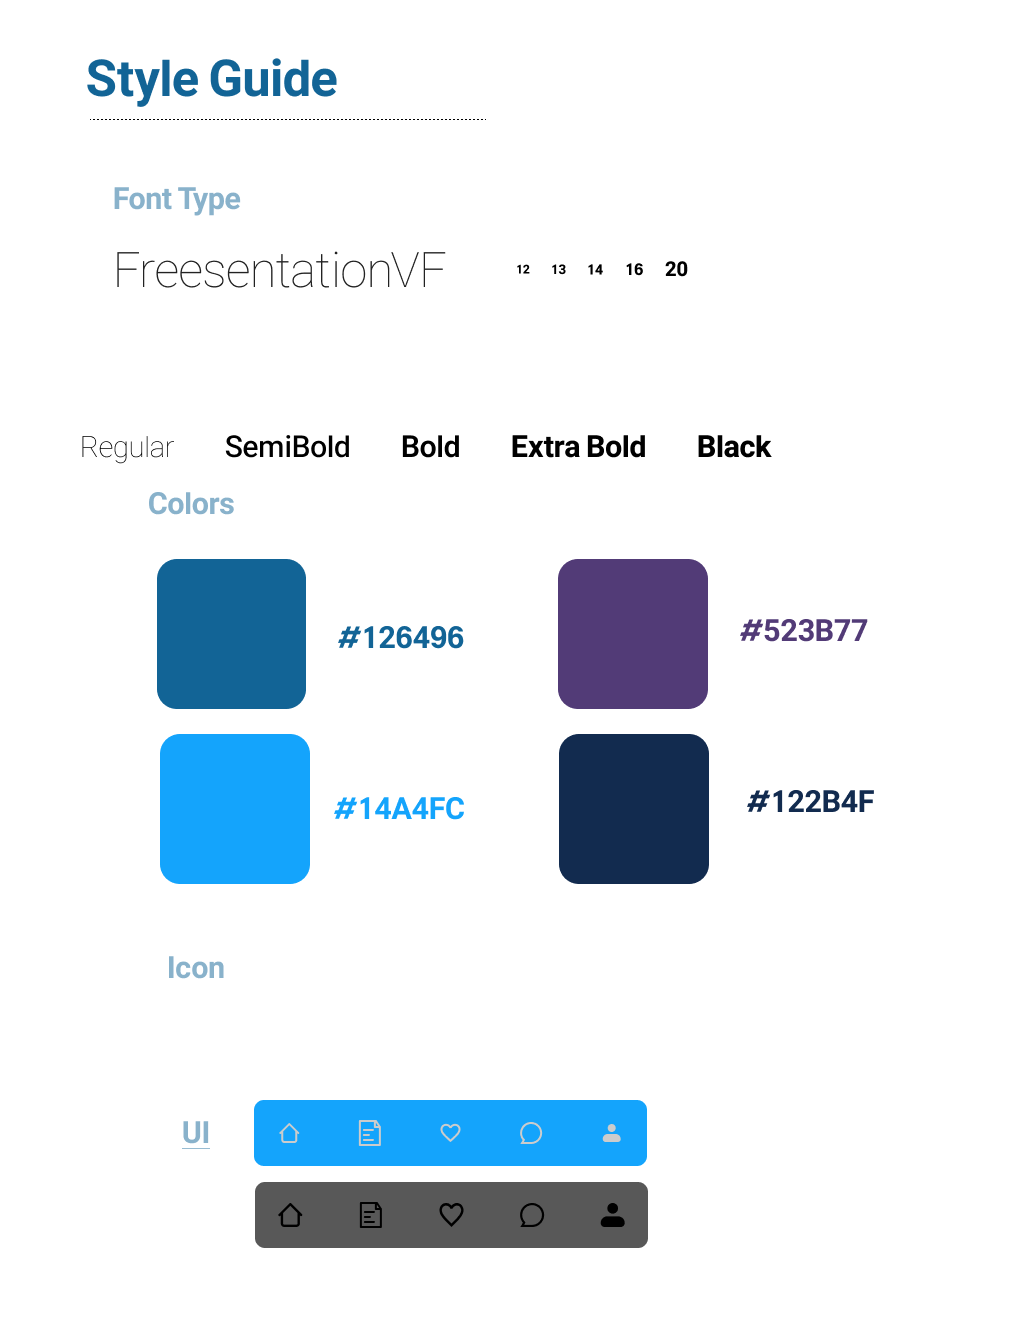 Style Guide
Font Type
FreesentationVF 12 13 14 16 20
Regular SemiBold Bold Extra Bold Black
Colors
#126496 #523B77
#14A4FC #122B4F
Icon
UI